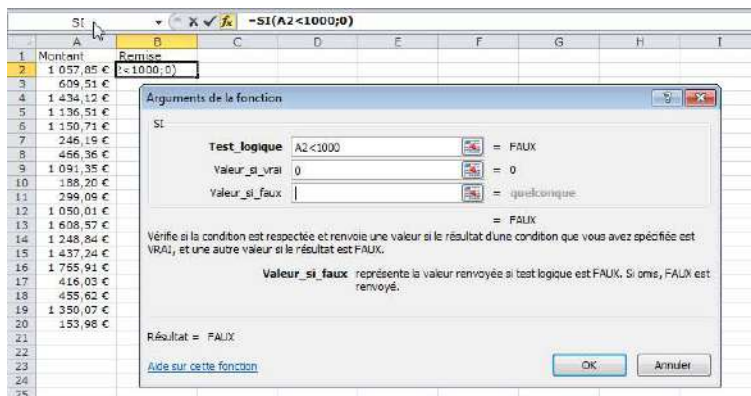 SI fx =SI(A2<1000;0)
A B C D E F G H I
1 Montant Remise
2 1 057,85 € 2<1000;0)
3 609,51 €
4 1 434,12 €
5 1 136,51 €
6 1 150,71 €
7 246,19 €
8 466,36 €
9 1 091,35 €
10 188,20 €
11 299,09 €
12 1 050,01 €
13 1 608,57 €
14 1 248,84 €
15 1 437,24 €
16 1 765,91 €
17 416,03 €
18 455,62 €
19 1 350,07 €
20 153,98 €
21
22
23
24
25
Arguments de la fonction
SI
Test_logique A2<1000 = FAUX
Valeur_si_vrai 0 = 0
Valeur_si_faux = quelconque
= FAUX
Vérifie si la condition est respectée et renvoie une valeur si le résultat d'une condition que vous avez spécifiée est
VRAI, et une autre valeur si le résultat est FAUX.
Valeur_si_faux représente la valeur renvoyée si test logique est FAUX. Si omis, FAUX est
renvoyé.
Résultat = FAUX
Aide sur cette fonction
OK Annuler